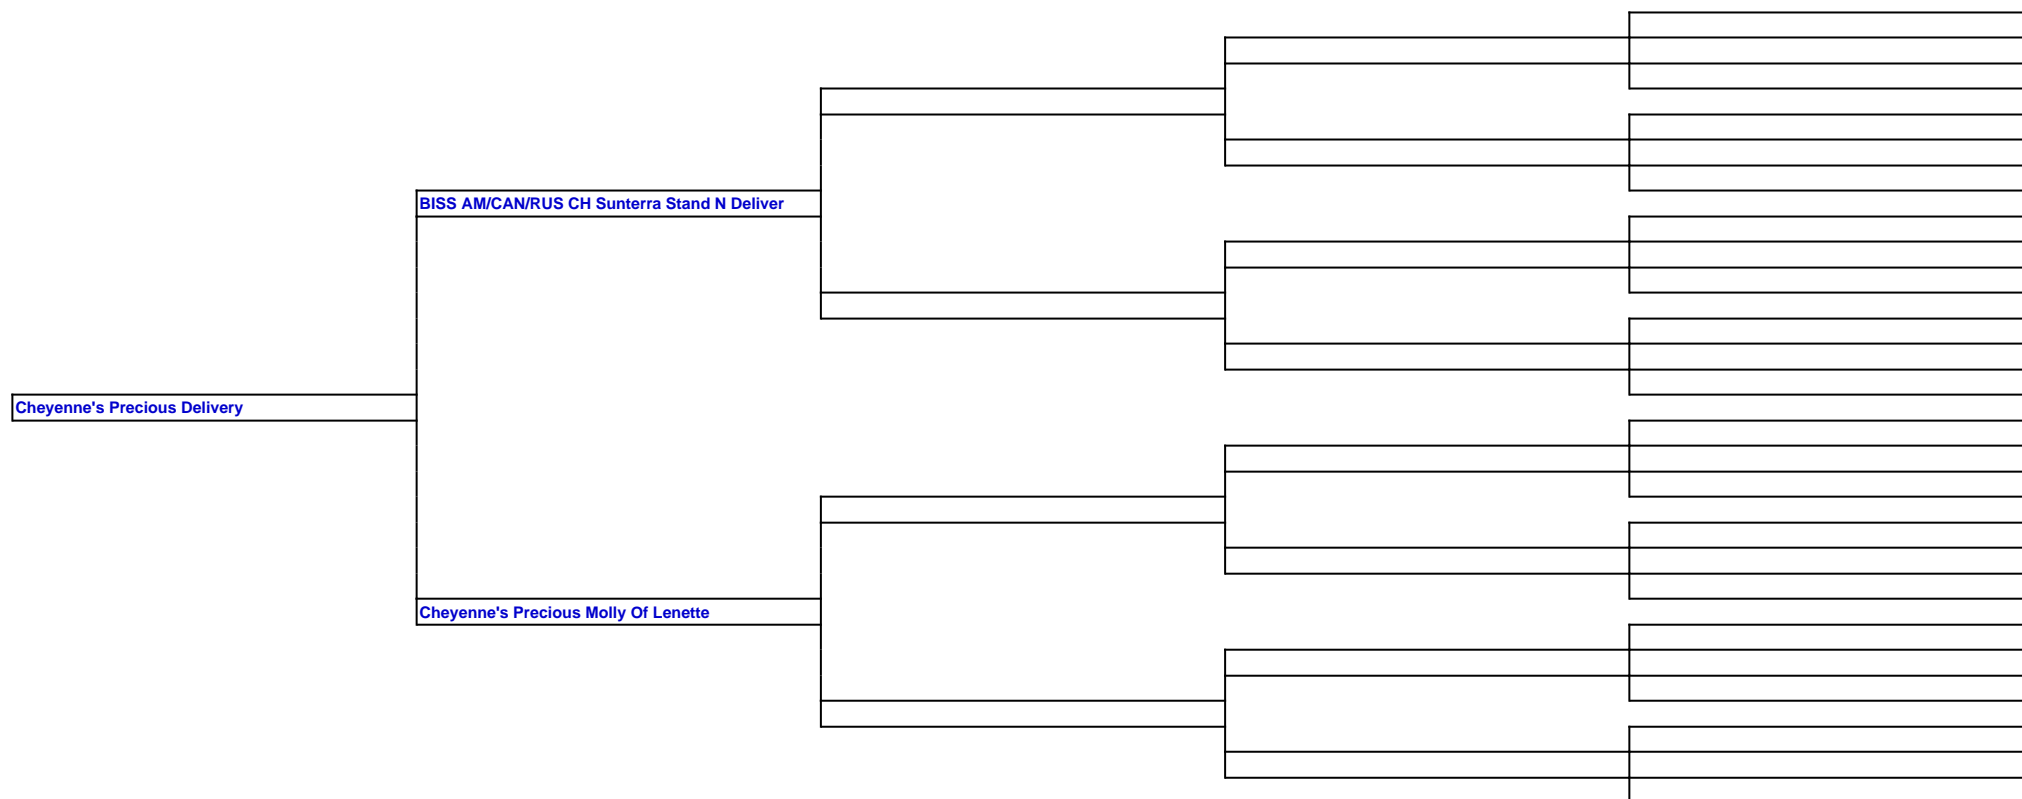 BISS AM/CAN/RUS CH Sunterra Stand N Deliver
Cheyenne's Precious Delivery
Cheyenne's Precious Molly Of Lenette